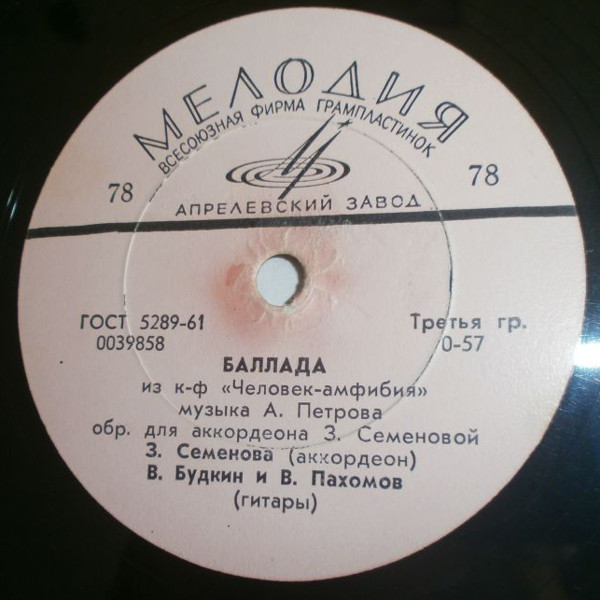 МЕЛОДИЯ
ВСЕСОЮЗНАЯ ФИРМА ГРАМПЛАСТИНОК
78 78
АПРЕЛЕВСКИЙ ЗАВОД
ГОСТ 5289-61 Третья гр.
0039858 0-57
БАЛЛАДА
из к-ф «Человек-амфибия»
музыка А. Петрова
обр. для аккордеона З. Семеновой
З. Семенова (аккордеон)
В. Будкин и В. Пахомов
(гитары)